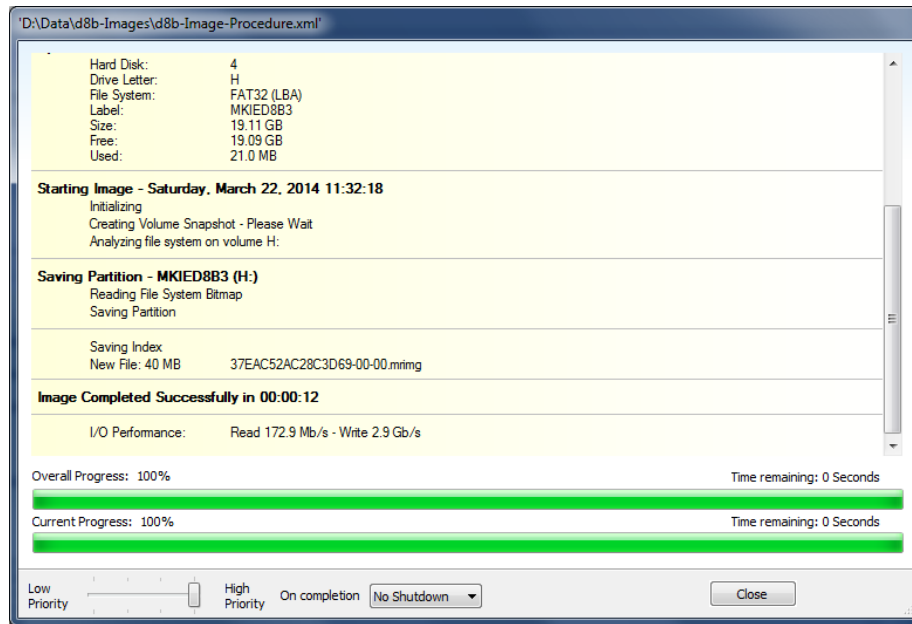 'D:\Data\d8b-Images\d8b-Image-Procedure.xml'
Hard Disk: 4
Drive Letter: H
File System: FAT32 (LBA)
Label: MKIED8B3
Size: 19.11 GB
Free: 19.09 GB
Used: 21.0 MB
Starting Image - Saturday, March 22, 2014 11:32:18
Initializing
Creating Volume Snapshot - Please Wait
Analyzing file system on volume H:
Saving Partition - MKIED8B3 (H:)
Reading File System Bitmap
Saving Partition
Saving Index
New File: 40 MB 37EAC52AC28C3D69-00-00.mrimg
Image Completed Successfully in 00:00:12
I/O Performance: Read 172.9 Mb/s - Write 2.9 Gb/s
Overall Progress: 100% Time remaining: 0 Seconds
Current Progress: 100% Time remaining: 0 Seconds
Low Priority
High Priority
On completion No Shutdown
Close